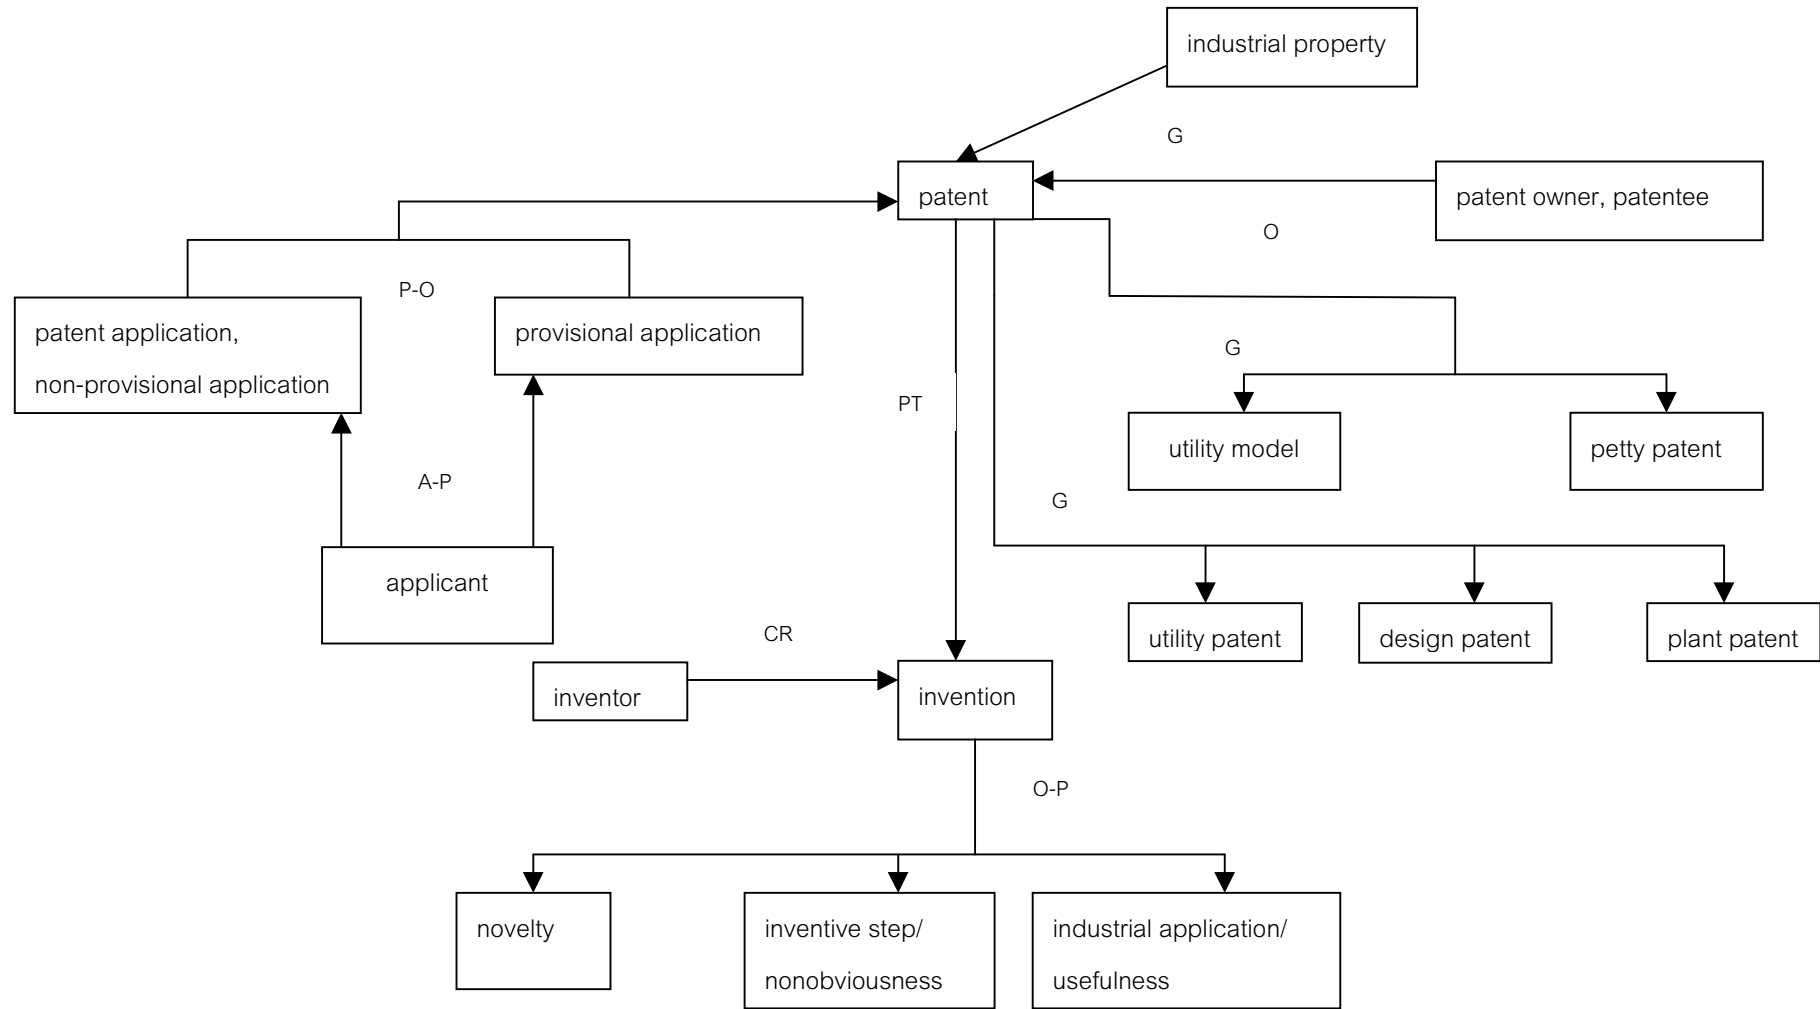 industrial property
G
patent
patent owner, patentee
O
P-O
patent application,
non-provisional application
provisional application
G
PT
utility model
petty patent
A-P
G
applicant
utility patent
design patent
plant patent
CR
inventor
invention
O-P
novelty
inventive step/
nonobviousness
industrial application/
usefulness